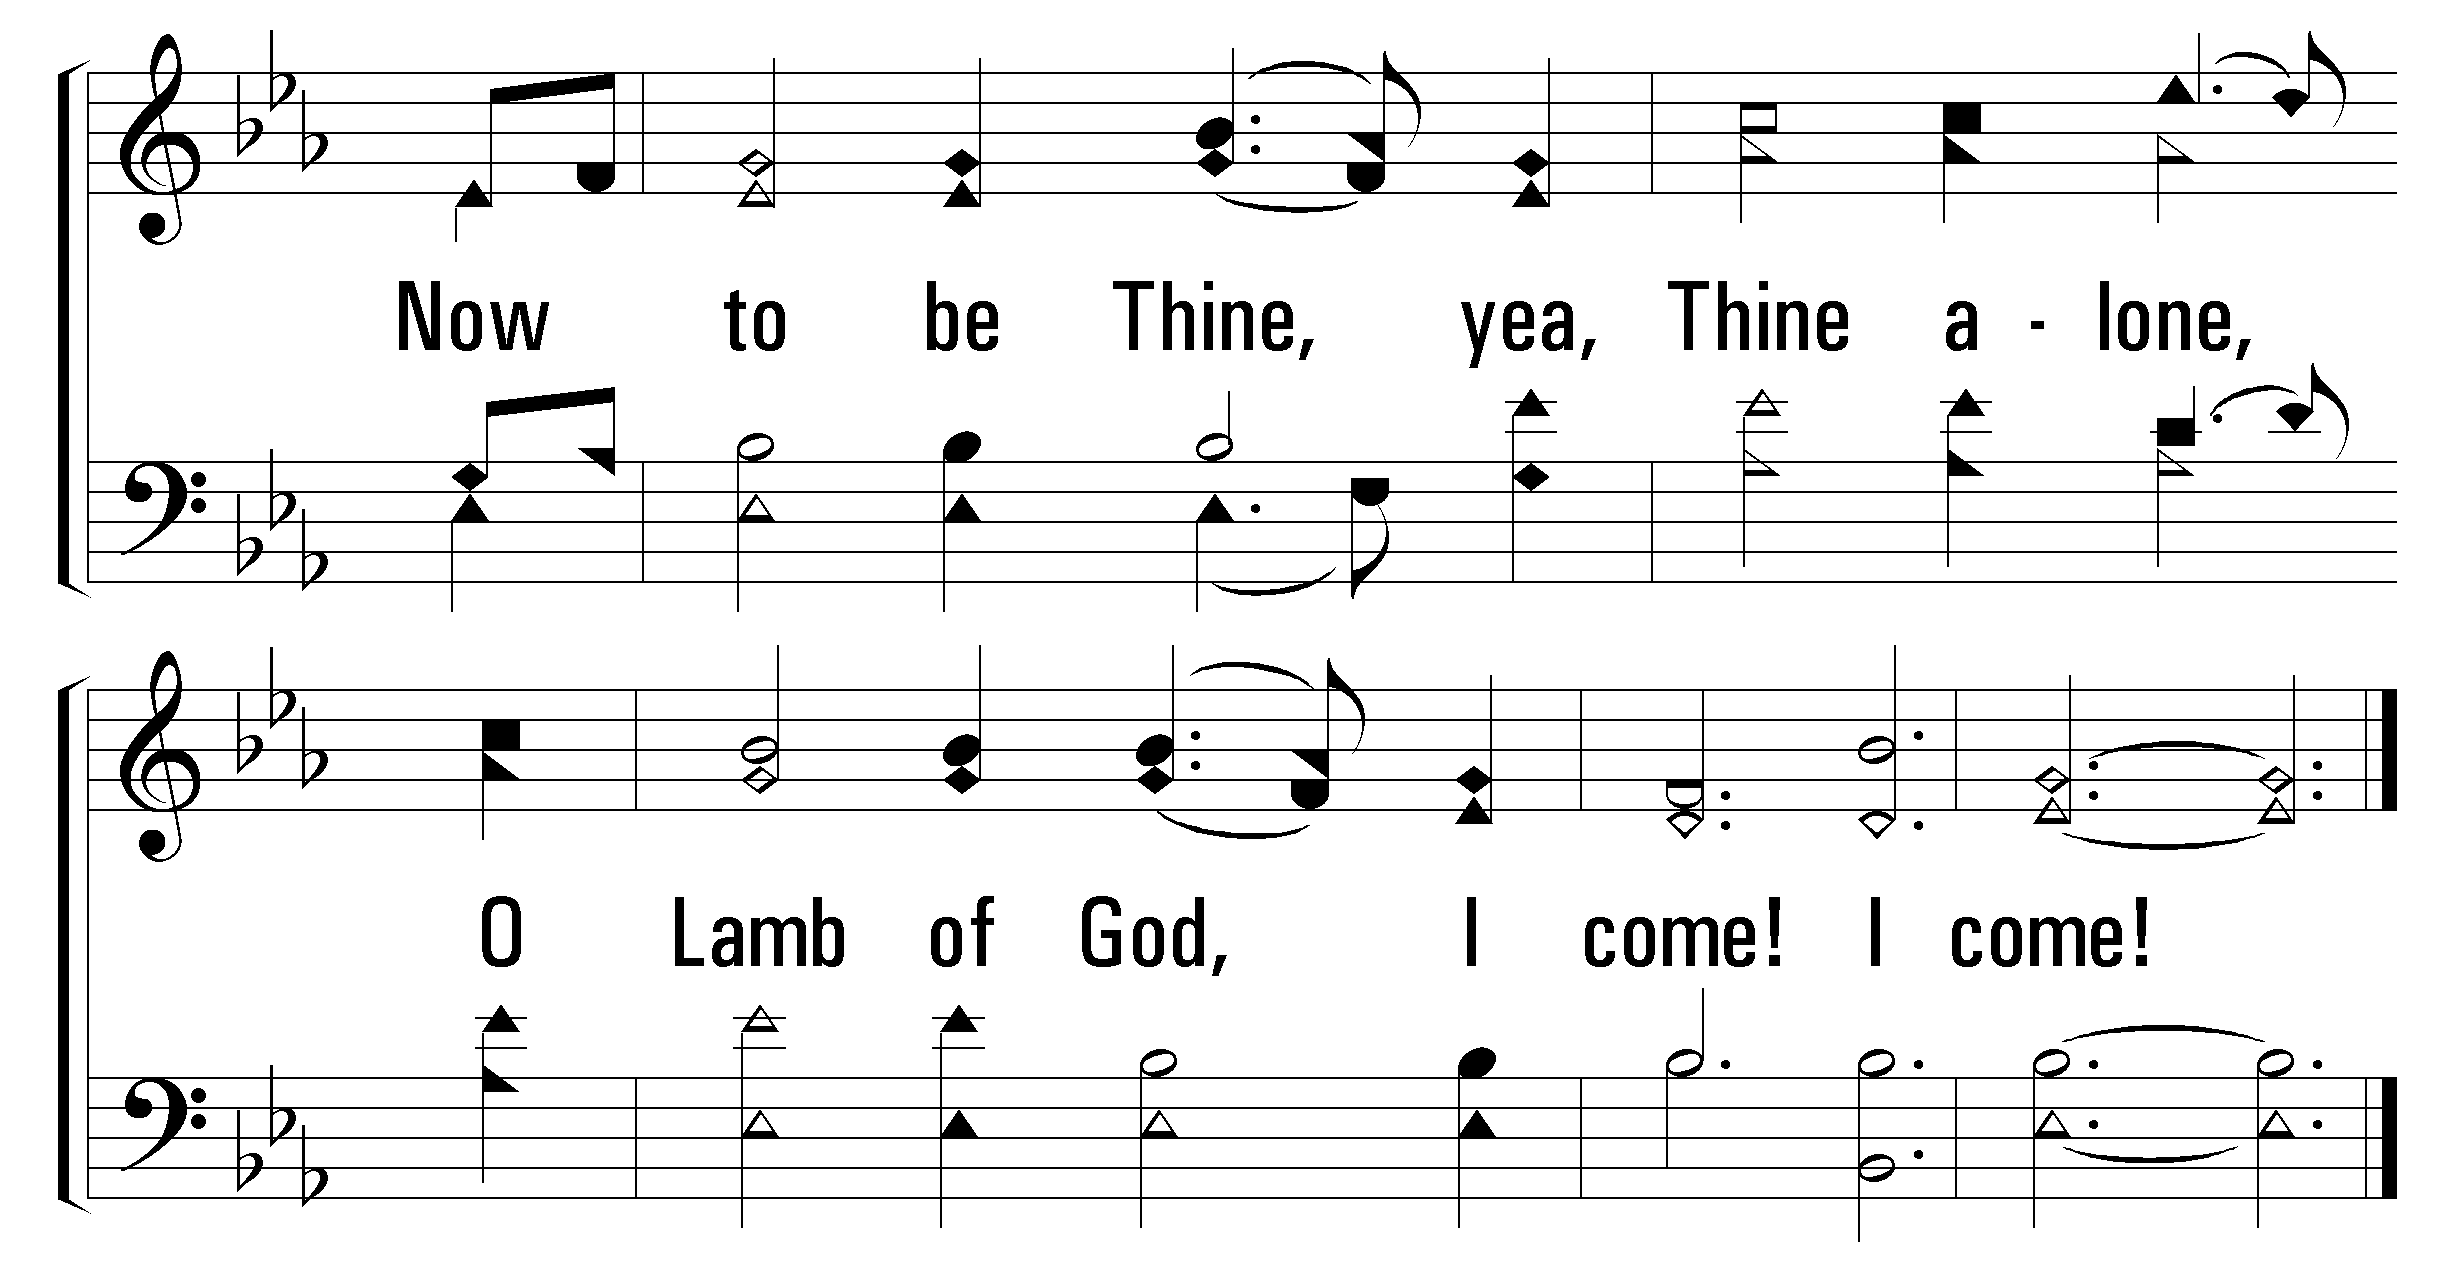 Now to be Thine, yea, Thine a - lone,
O Lamb of God, I come! I come!